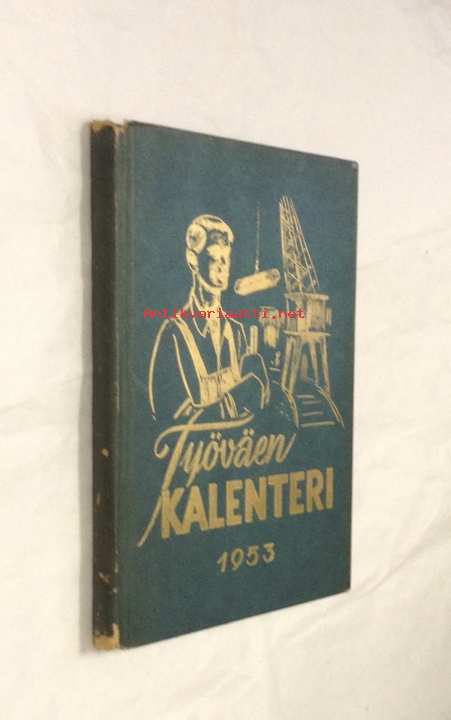 Antikvariaatti.net
Työväen
KALENTERI
1953